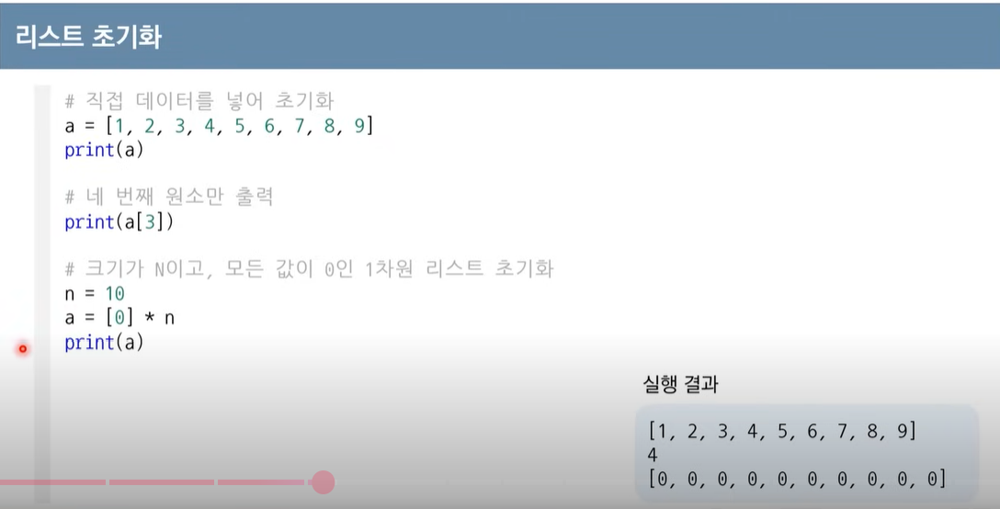 리스트 초기화
# 직접 데이터를 넣어 초기화
a = [1, 2, 3, 4, 5, 6, 7, 8, 9]
print(a)
# 네 번째 원소만 출력
print(a[3])
# 크기가 N이고, 모든 값이 0인 1차원 리스트 초기화
n = 10
a = [0] * n
print(a)
실행 결과
[1, 2, 3, 4, 5, 6, 7, 8, 9]
4
[0, 0, 0, 0, 0, 0, 0, 0, 0, 0]